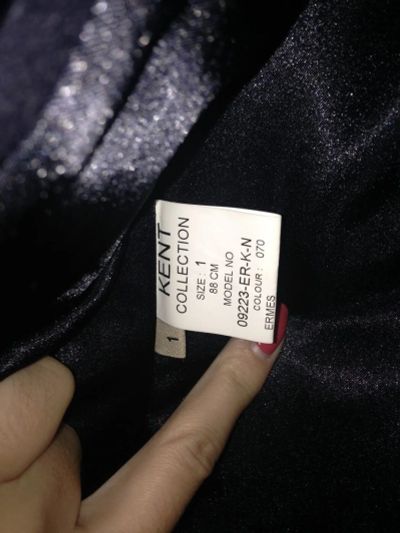 KENT
COLLECTION
SIZE : 1
88 CM
MODEL NO
09223-ER-K-N
COLOUR : 070
ERMES
1